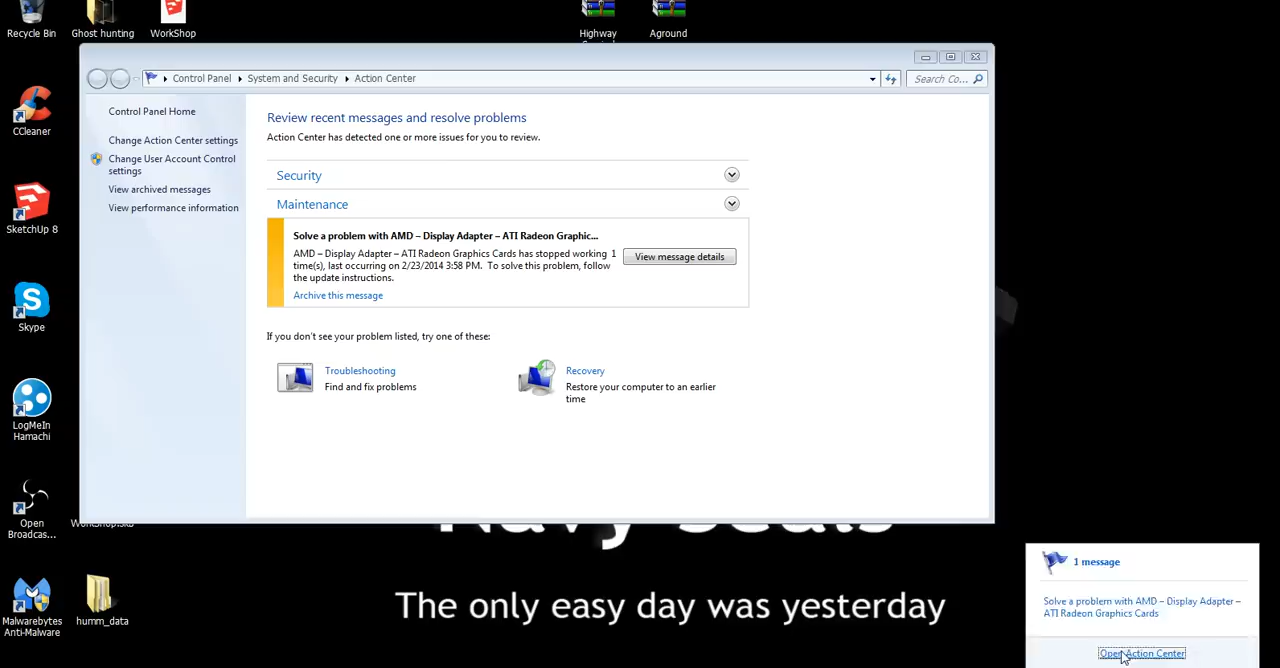 Recycle Bin
Ghost hunting
WorkShop
Highway
Aground
Control Panel
System and Security
Action Center
Search Co...
CCleaner
Control Panel Home
Change Action Center settings
Change User Account Control
settings
View archived messages
View performance information
Review recent messages and resolve problems
Action Center has detected one or more issues for you to review.
Security
Maintenance
Solve a problem with AMD – Display Adapter – ATI Radeon Graphic...
AMD – Display Adapter – ATI Radeon Graphics Cards has stopped working 1
time(s), last occurring on 2/23/2014 3:58 PM. To solve this problem, follow
the update instructions.
View message details
Archive this message
If you don't see your problem listed, try one of these:
Troubleshooting
Find and fix problems
Recovery
Restore your computer to an earlier
time
SketchUp 8
Skype
LogMeIn
Hamachi
Open
Broadcas...
WorkShop.skb
Navy Seals
The only easy day was yesterday
Malwarebytes
Anti-Malware
humm_data
1 message
Solve a problem with AMD – Display Adapter –
ATI Radeon Graphics Cards
Open Action Center